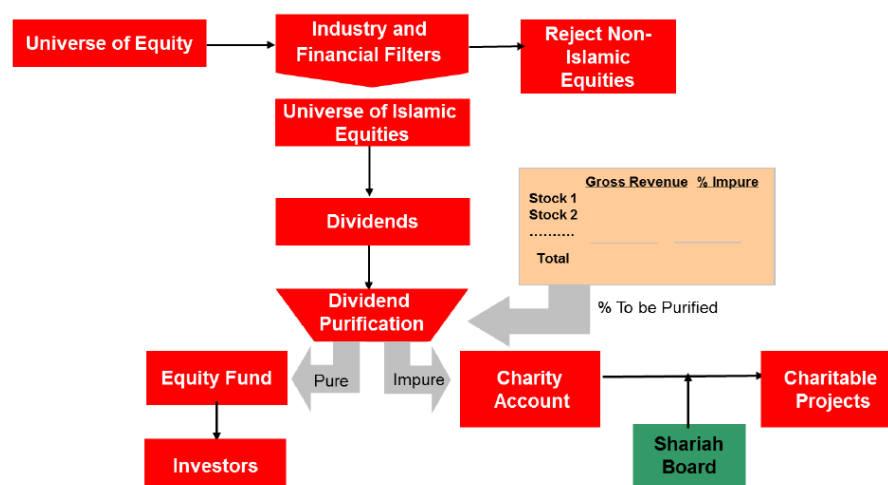 Universe of Equity
Industry and
Financial Filters
Reject Non-
Islamic
Equities
Universe of Islamic
Equities
Gross Revenue % Impure
Stock 1
Stock 2
..........
Total
Dividends
Dividend
Purification
% To be Purified
Equity Fund
Pure
Impure
Charity
Account
Charitable
Projects
Investors
Shariah
Board